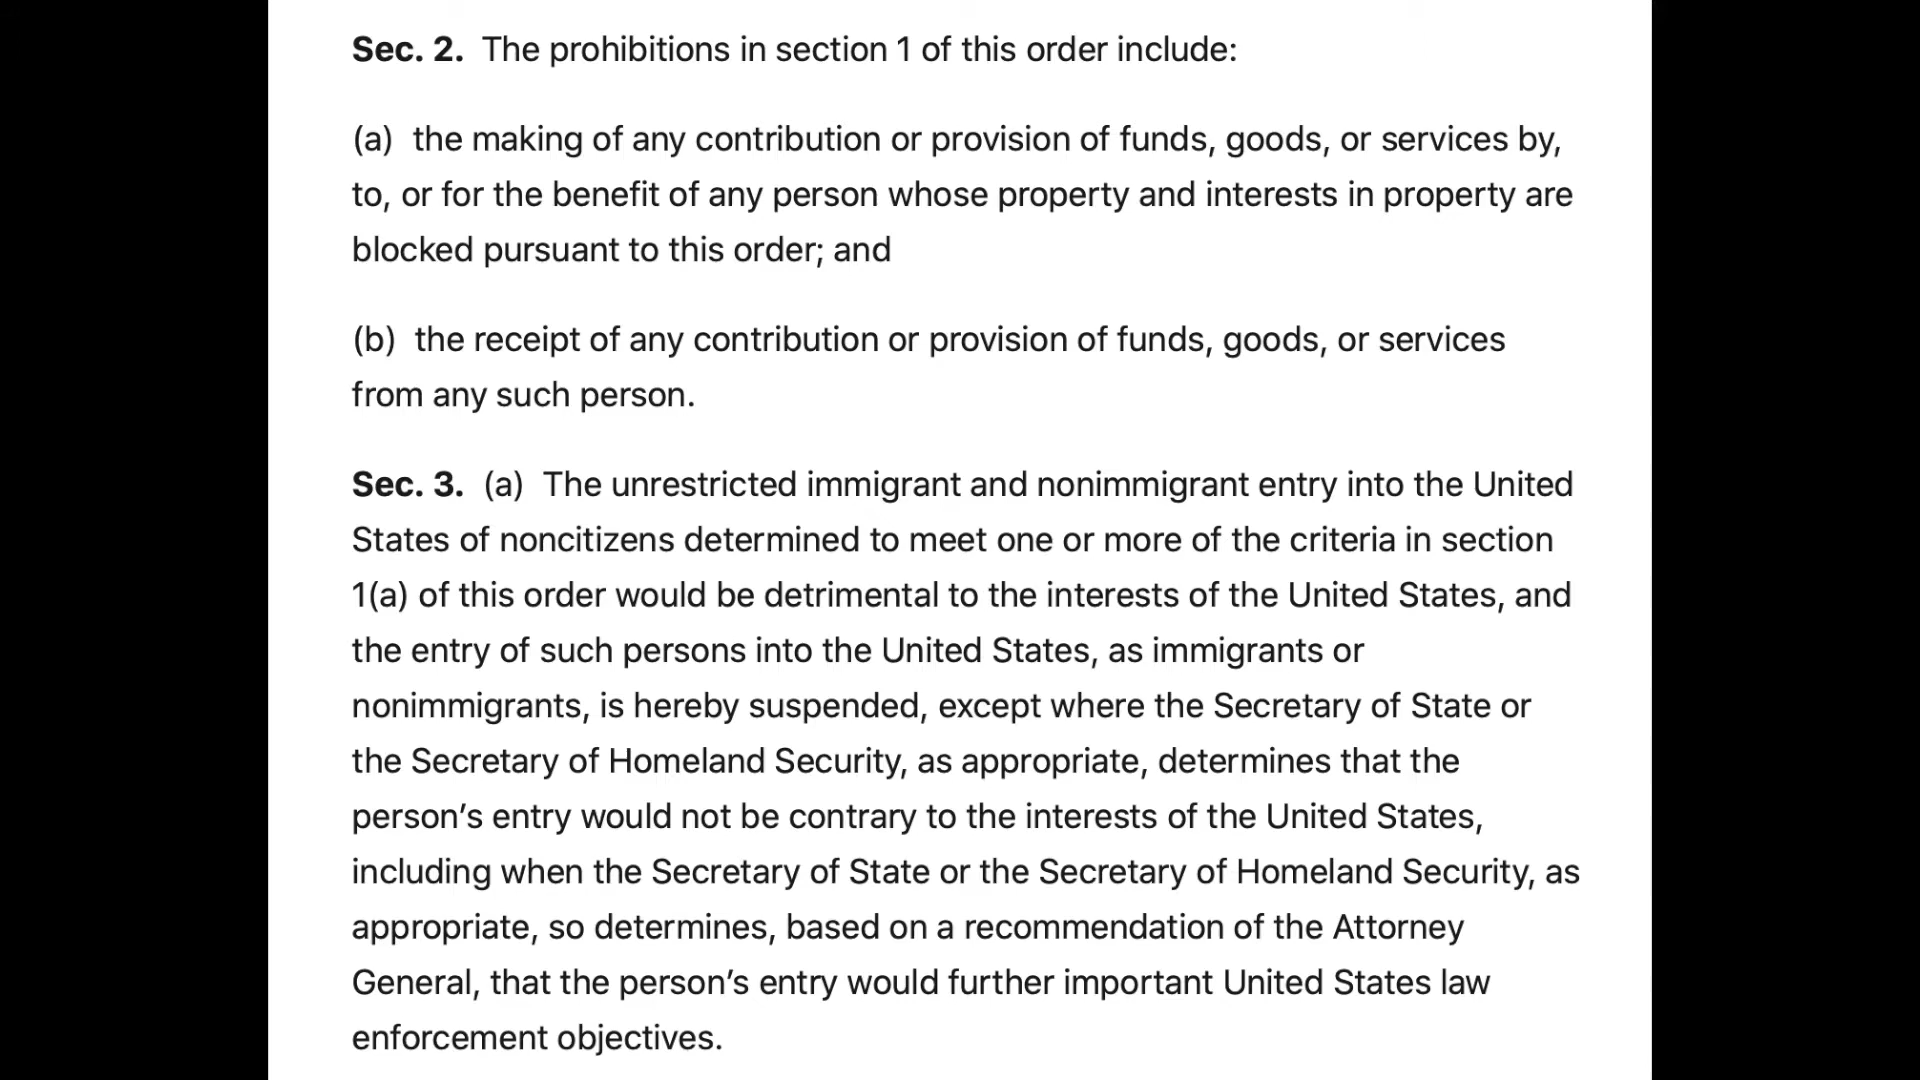 Sec. 2.  The prohibitions in section 1 of this order include:
(a)  the making of any contribution or provision of funds, goods, or services by,
to, or for the benefit of any person whose property and interests in property are
blocked pursuant to this order; and
(b)  the receipt of any contribution or provision of funds, goods, or services
from any such person.
Sec. 3.  (a)  The unrestricted immigrant and nonimmigrant entry into the United
States of noncitizens determined to meet one or more of the criteria in section
1(a) of this order would be detrimental to the interests of the United States, and
the entry of such persons into the United States, as immigrants or
nonimmigrants, is hereby suspended, except where the Secretary of State or
the Secretary of Homeland Security, as appropriate, determines that the
person’s entry would not be contrary to the interests of the United States,
including when the Secretary of State or the Secretary of Homeland Security, as
appropriate, so determines, based on a recommendation of the Attorney
General, that the person’s entry would further important United States law
enforcement objectives.